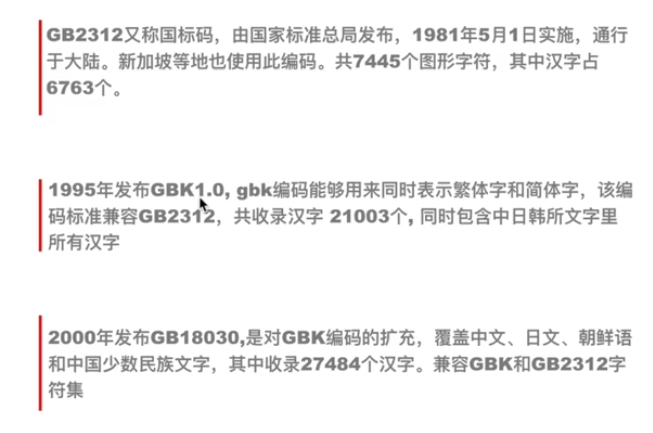 GB2312又称国标码，由国家标准总局发布，1981年5月1日实施，通行
于大陆。新加坡等地也使用此编码。共7445个图形字符，其中汉字占
6763个。
1995年发布GBK1.0, gbk编码能够用来同时表示繁体字和简体字，该编
码标准兼容GB2312，共收录汉字 21003个, 同时包含中日韩所文字里
所有汉字
2000年发布GB18030,是对GBK编码的扩充，覆盖中文、日文、朝鲜语
和中国少数民族文字，其中收录27484个汉字。兼容GBK和GB2312字
符集